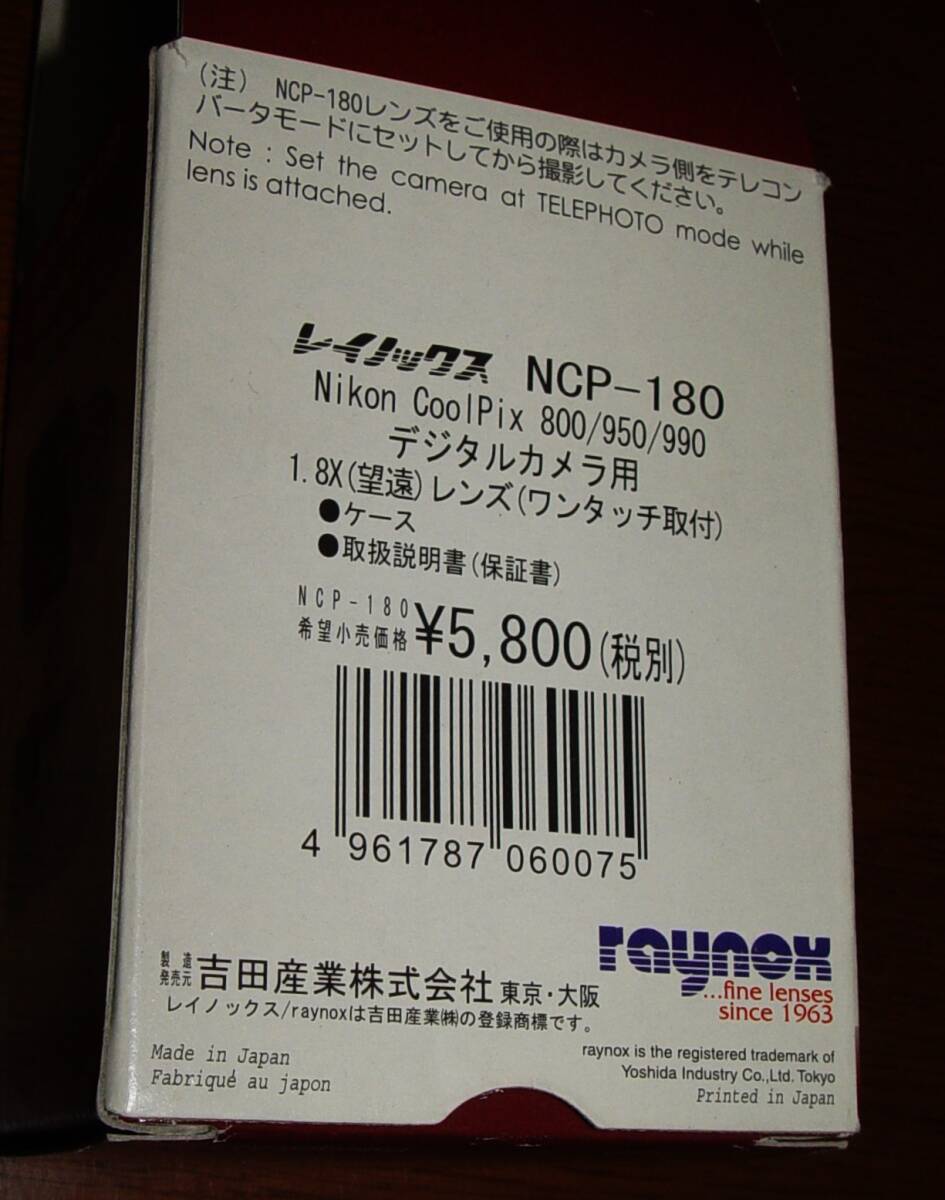 (注) NCP-180レンズをご使用の際はカメラ側をテレコン
バータモードにセットしてから撮影してください。
Note : Set the camera at TELEPHOTO mode while
lens is attached.
レイノックス NCP-180
Nikon CoolPix 800/950/990
デジタルカメラ用
1.8X(望遠)レンズ(ワンタッチ取付)
●ケース
●取扱説明書(保証書)
NCP-180
希望小売価格 ¥5,800(税別)
4 961787 060075
raynox
...fine lenses
since 1963
製造
発売元 吉田産業株式会社 東京・大阪
レイノックス/raynoxは吉田産業㈱の登録商標です。
Made in Japan
Fabriqué au japon
raynox is the registered trademark of
Yoshida Industry Co.,Ltd. Tokyo
Printed in Japan